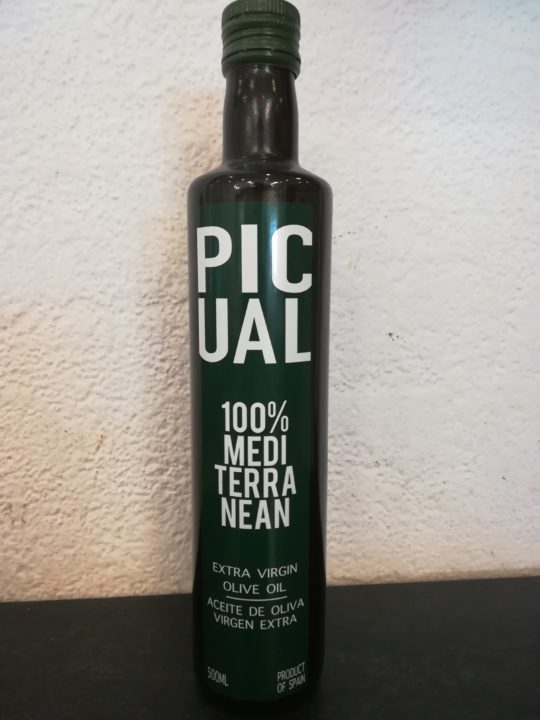 PIC
UAL
100%
MEDI
TERRA
NEAN
EXTRA VIRGIN
OLIVE OIL
ACEITE DE OLIVA
VIRGEN EXTRA
500ML
PRODUCT
OF SPAIN